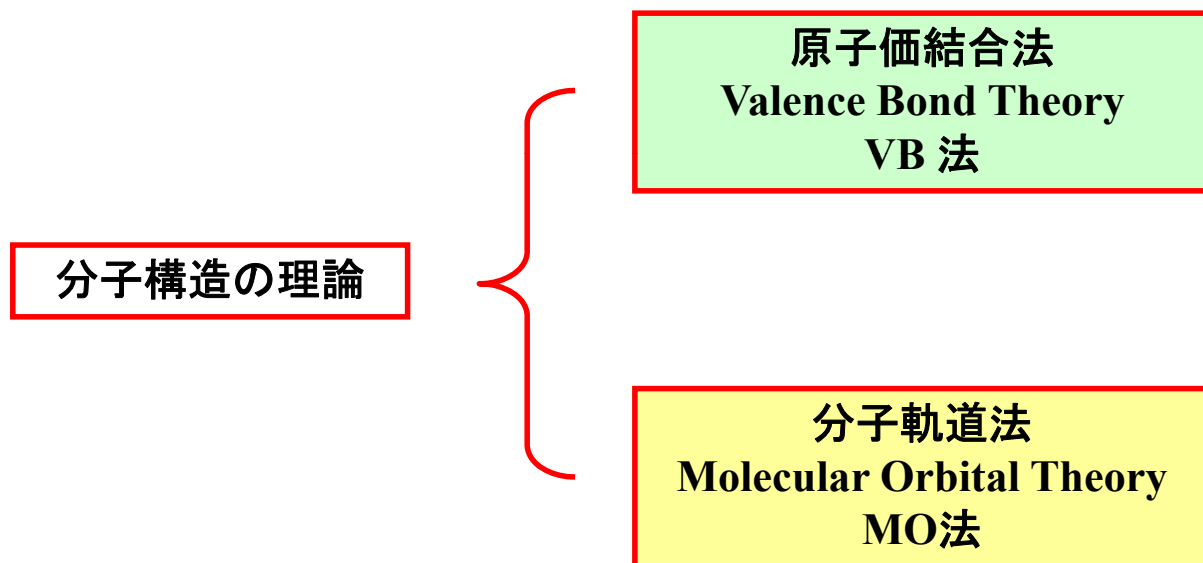 原子価結合法
Valence Bond Theory
VB 法
分子構造の理論
分子軌道法
Molecular Orbital Theory
MO法